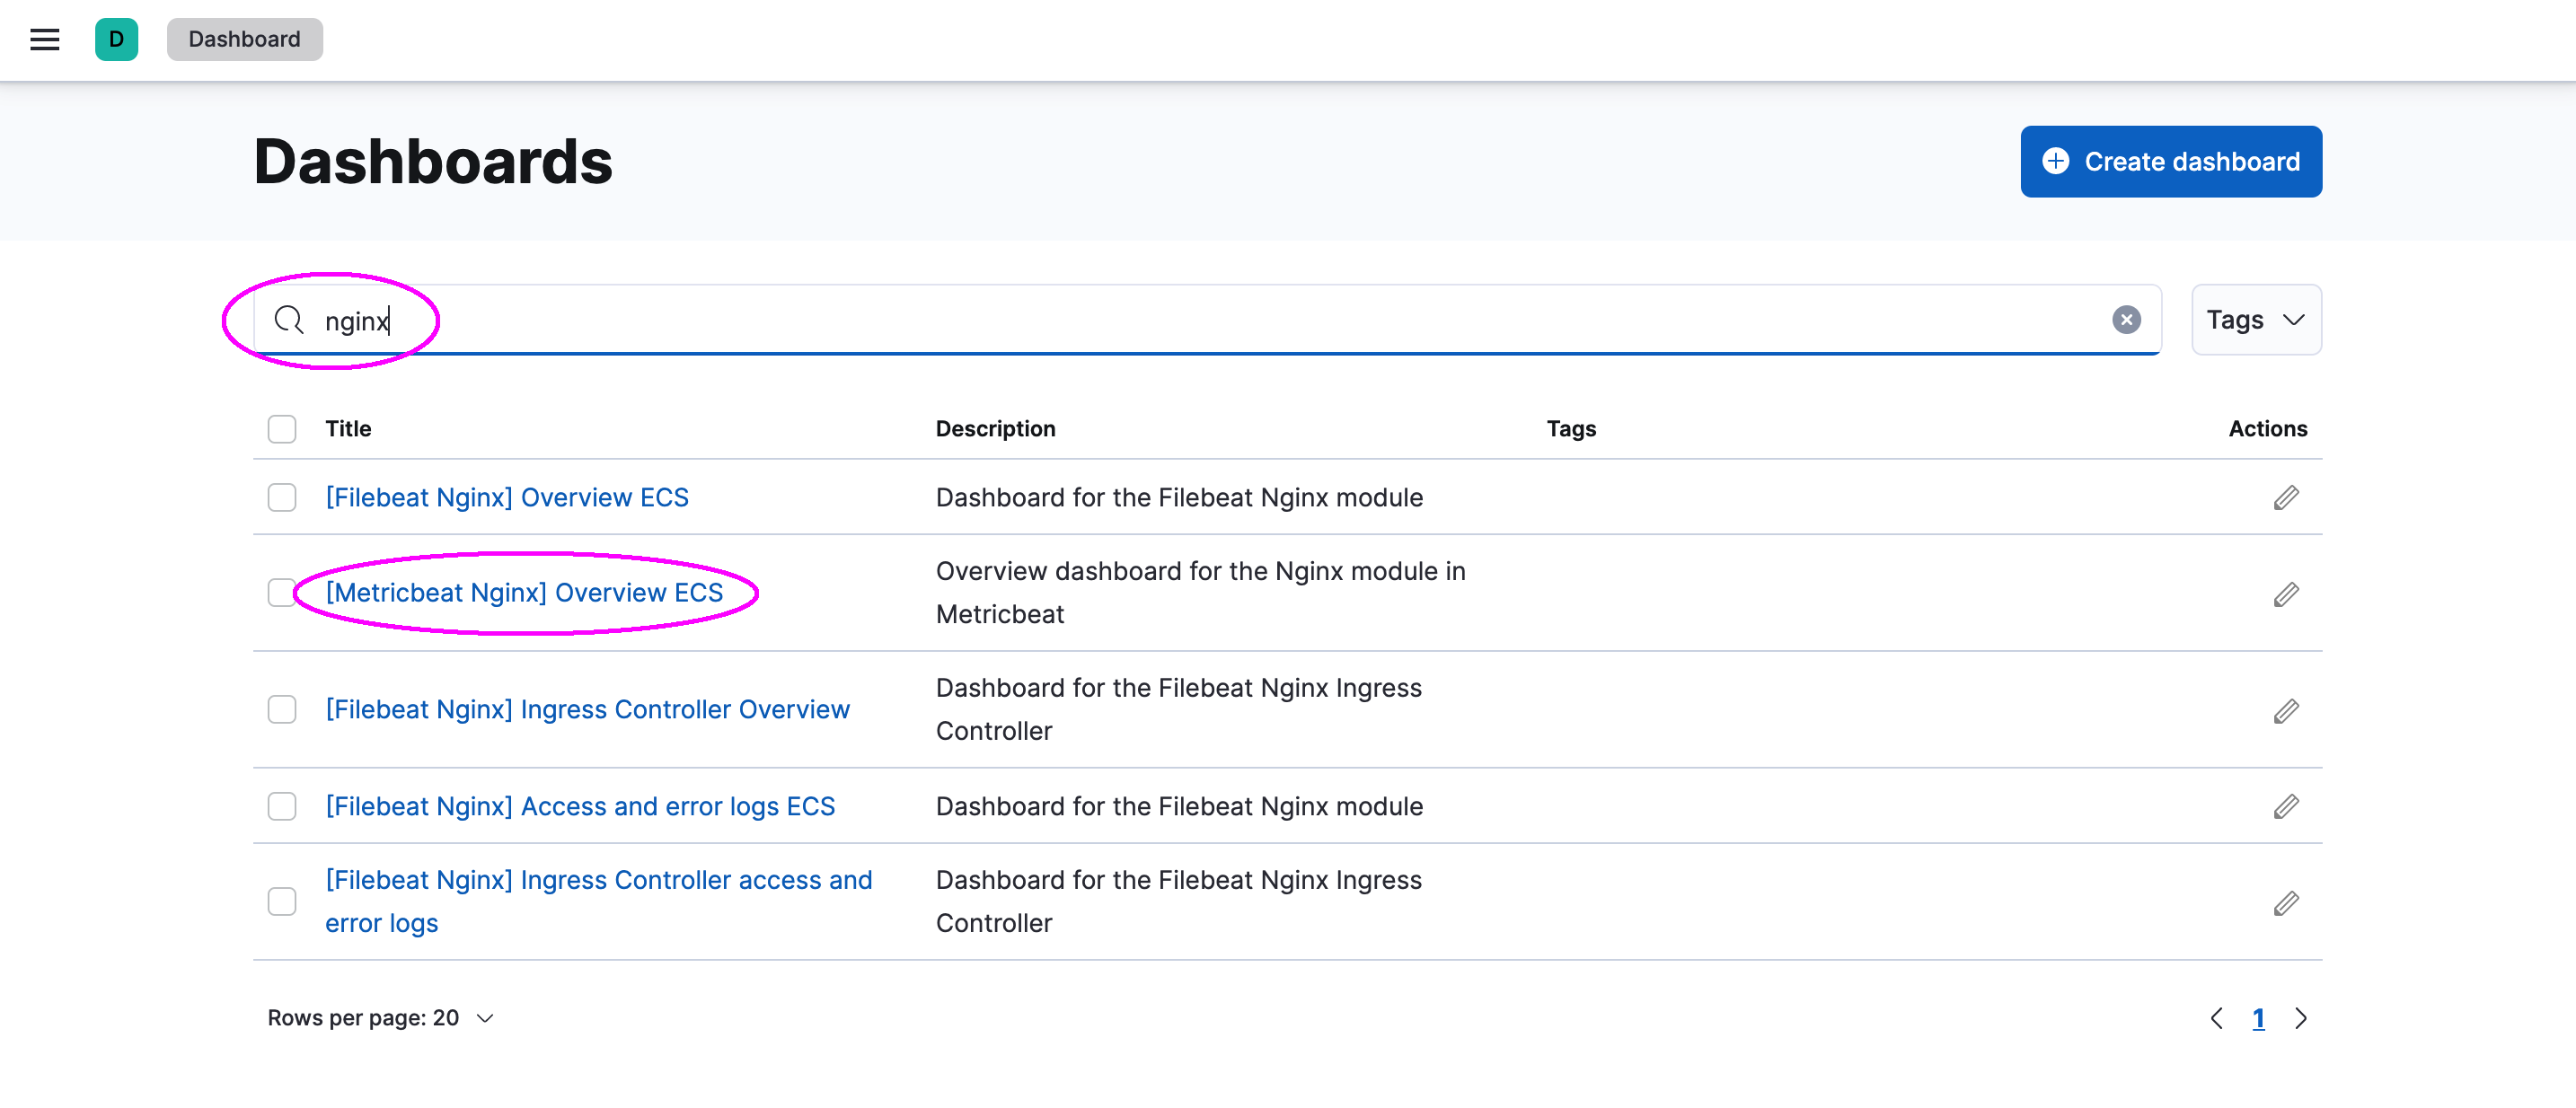 D Dashboard
Dashboards
Create dashboard
nginx
Tags
Title Description Tags Actions
[Filebeat Nginx] Overview ECS Dashboard for the Filebeat Nginx module
[Metricbeat Nginx] Overview ECS Overview dashboard for the Nginx module in
Metricbeat
[Filebeat Nginx] Ingress Controller Overview Dashboard for the Filebeat Nginx Ingress
Controller
[Filebeat Nginx] Access and error logs ECS Dashboard for the Filebeat Nginx module
[Filebeat Nginx] Ingress Controller access and
error logs
Dashboard for the Filebeat Nginx Ingress
Controller
Rows per page: 20
1